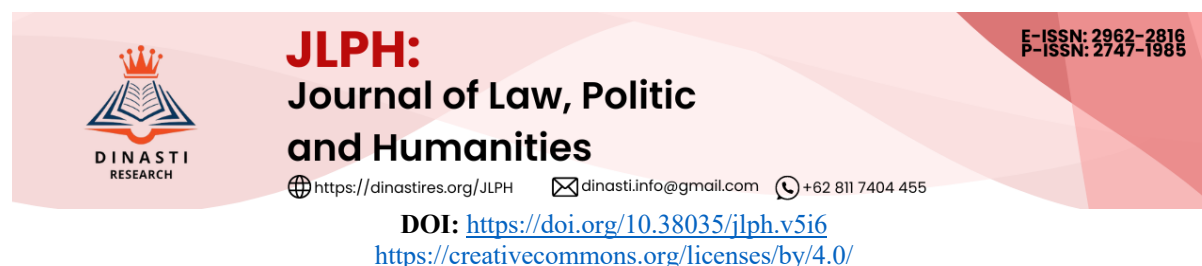 E-ISSN: 2962-2816
P-ISSN: 2747-1985
JLPH:
Journal of Law, Politic
and Humanities
DINASTI
RESEARCH
https://dinastires.org/JLPH dinasti.info@gmail.com +62 811 7404 455
DOI: https://doi.org/10.38035/jlph.v5i6
https://creativecommons.org/licenses/by/4.0/